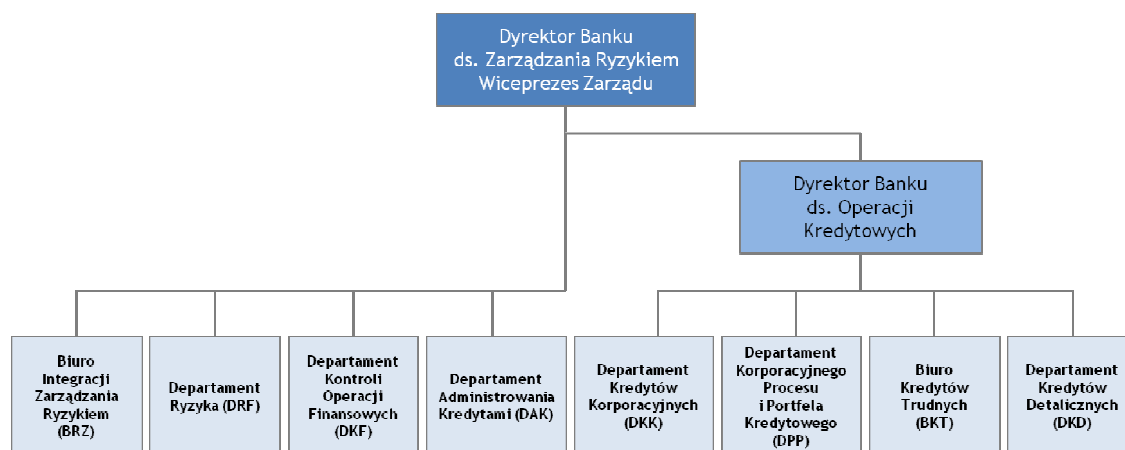 Dyrektor Banku
ds. Zarządzania Ryzykiem
Wiceprezes Zarządu
Dyrektor Banku
ds. Operacji
Kredytowych
Biuro
Integracji
Zarządzania
Ryzykiem
(BRZ)
Departament
Ryzyka (DRF)
Departament
Kontroli
Operacji
Finansowych
(DKF)
Departament
Administrowania
Kredytami (DAK)
Departament
Kredytów
Korporacyjnych
(DKK)
Departament
Korporacyjnego
Procesu
i Portfela
Kredytowego
(DPP)
Biuro
Kredytów
Trudnych
(BKT)
Departament
Kredytów
Detalicznych
(DKD)